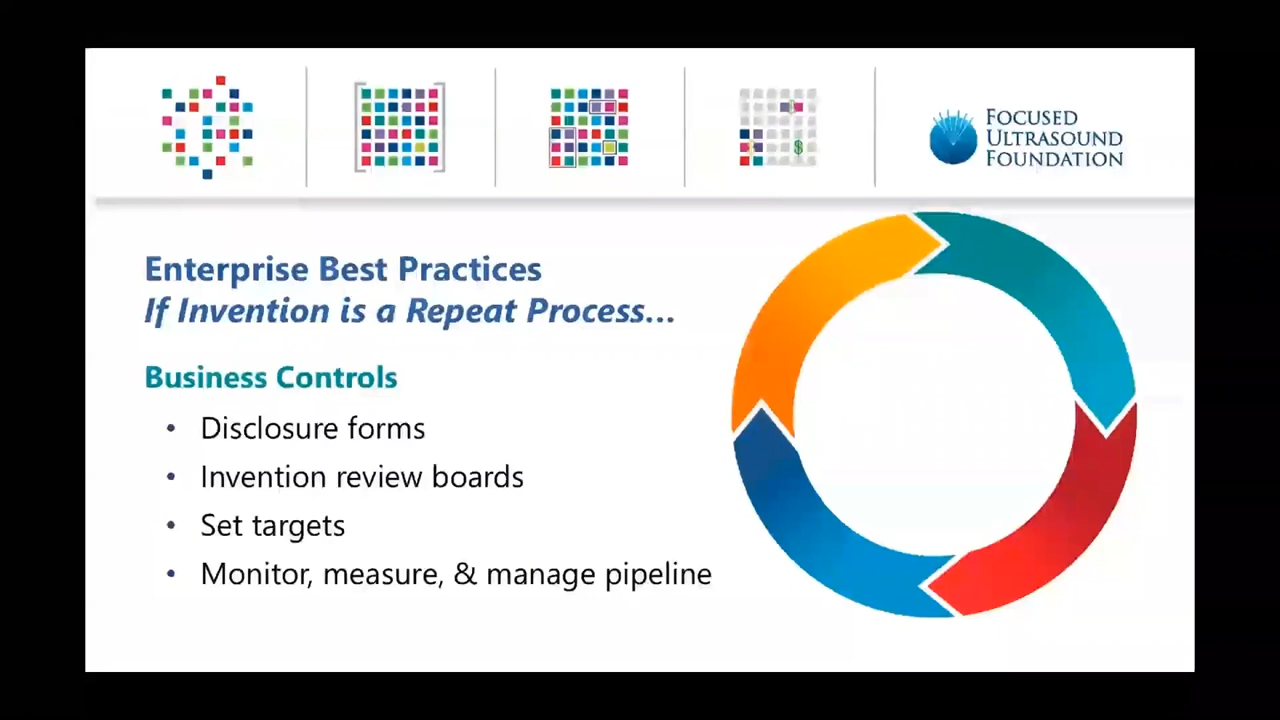 FOCUSED
ULTRASOUND
FOUNDATION
$
Enterprise Best Practices
If Invention is a Repeat Process...
Business Controls
• Disclosure forms
• Invention review boards
• Set targets
• Monitor, measure, & manage pipeline